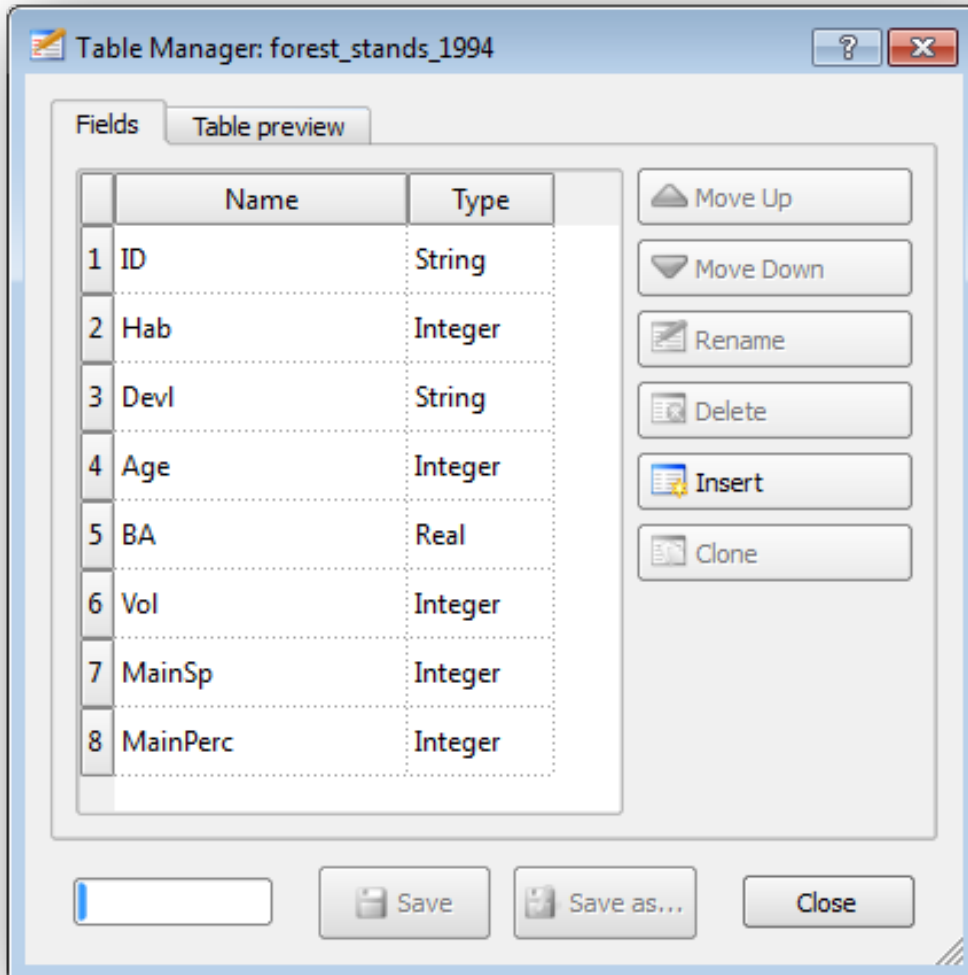 Table Manager: forest_stands_1994
?
Fields Table preview
Name Type
1 ID String
2 Hab Integer
3 Devl String
4 Age Integer
5 BA Real
6 Vol Integer
7 MainSp Integer
8 MainPerc Integer
Move Up
Move Down
Rename
Delete
Insert
Clone
Save Save as... Close